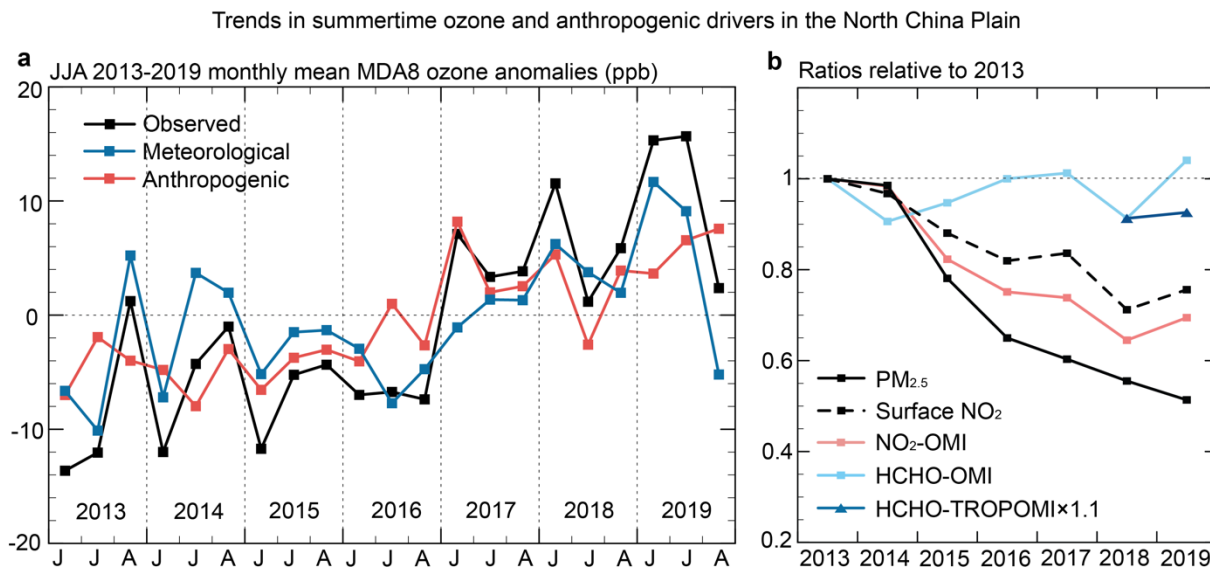 Trends in summertime ozone and anthropogenic drivers in the North China Plain
a
JJA 2013-2019 monthly mean MDA8 ozone anomalies (ppb)
20
10
0
-10
-20
Observed
Meteorological
Anthropogenic
2013 2014 2015 2016 2017 2018 2019
J J A J J A J J A J J A J J A J J A J J A
b
Ratios relative to 2013
1
0.8
0.6
0.4
0.2
PM2.5
Surface NO2
NO2-OMI
HCHO-OMI
HCHO-TROPOMI×1.1
2013 2014 2015 2016 2017 2018 2019